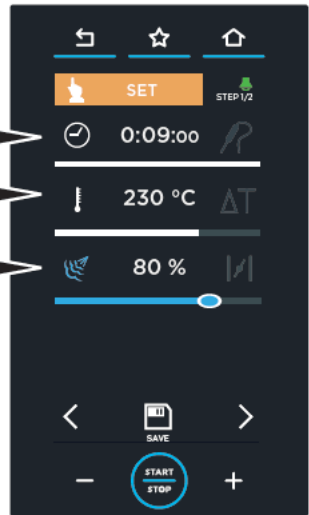 SET
STEP 1/2
0:09:00
230 °C
ΔT
80 %
SAVE
− START STOP +